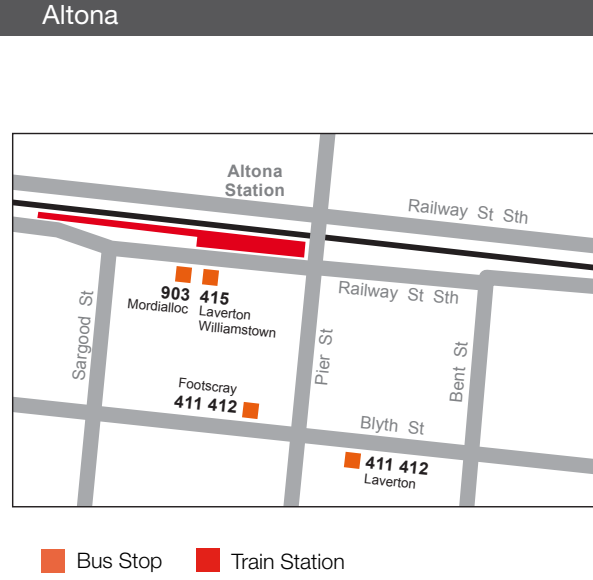 Altona
Altona
Station
Railway St Sth
Railway St Sth
903
Mordialloc
415
Laverton
Williamstown
Sargood St
Pier St
Bent St
Footscray
411 412
Blyth St
411 412
Laverton
Bus Stop
Train Station